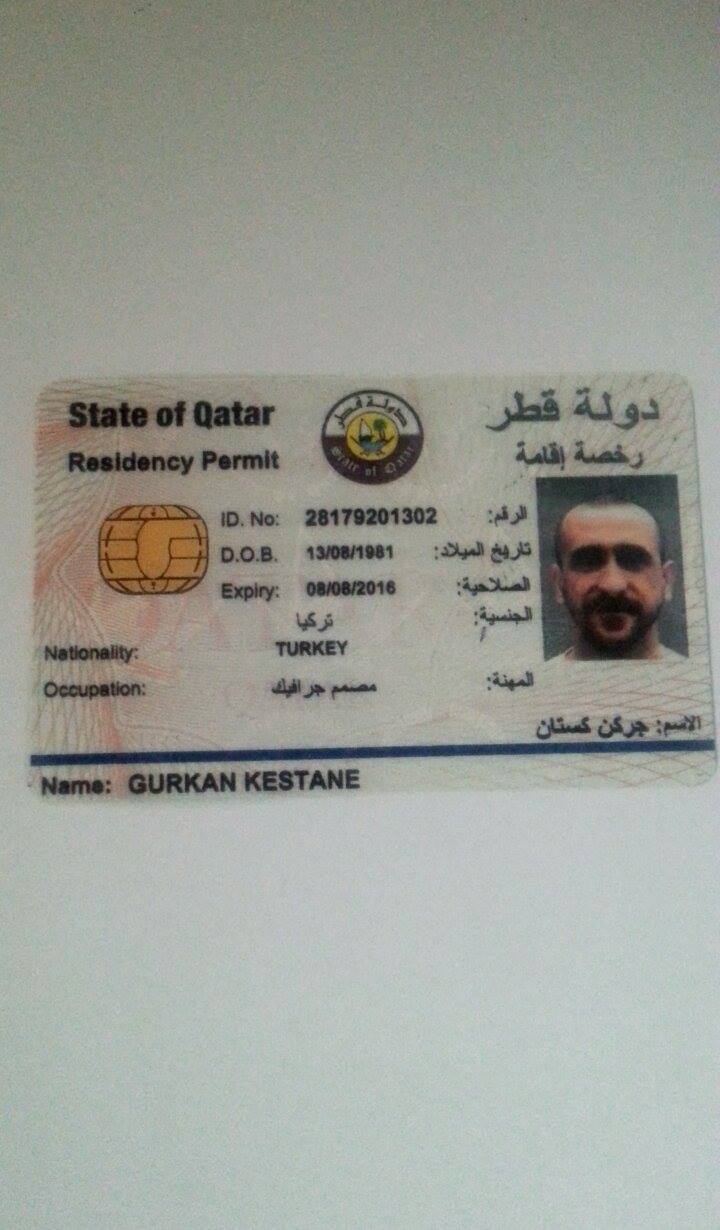 State of Qatar
دولة قطر
Residency Permit
رخصة إقامة
دولة قطر
State of Qatar
ID. No: 28179201302 الرقم:
D.O.B. 13/08/1981 تاريخ الميلاد:
Expiry: 08/08/2016 الصلاحية:
تركيا الجنسية:
Nationality: TURKEY
Occupation: مصمم جرافيك المهنة:
الاسم: جركن كستان
Name: GURKAN KESTANE